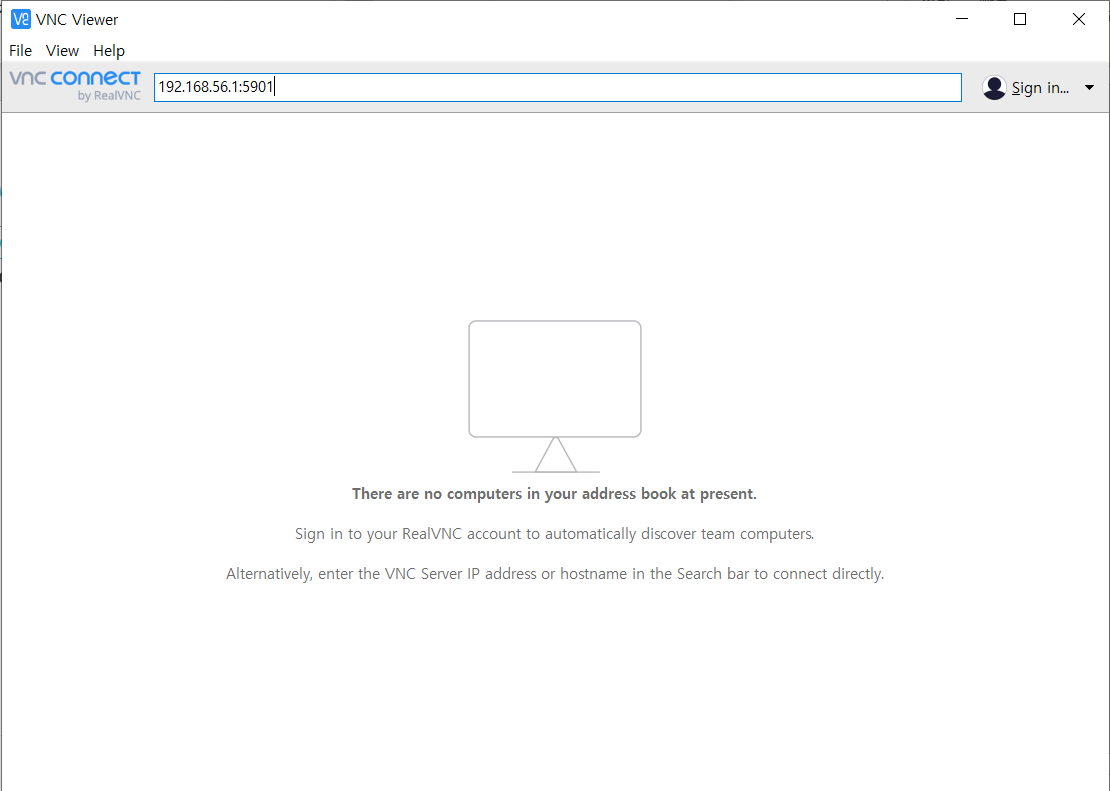 VNC Viewer
File View Help
vnc connect
by RealVNC
192.168.56.1:5901
Sign in...
There are no computers in your address book at present.
Sign in to your RealVNC account to automatically discover team computers.
Alternatively, enter the VNC Server IP address or hostname in the Search bar to connect directly.